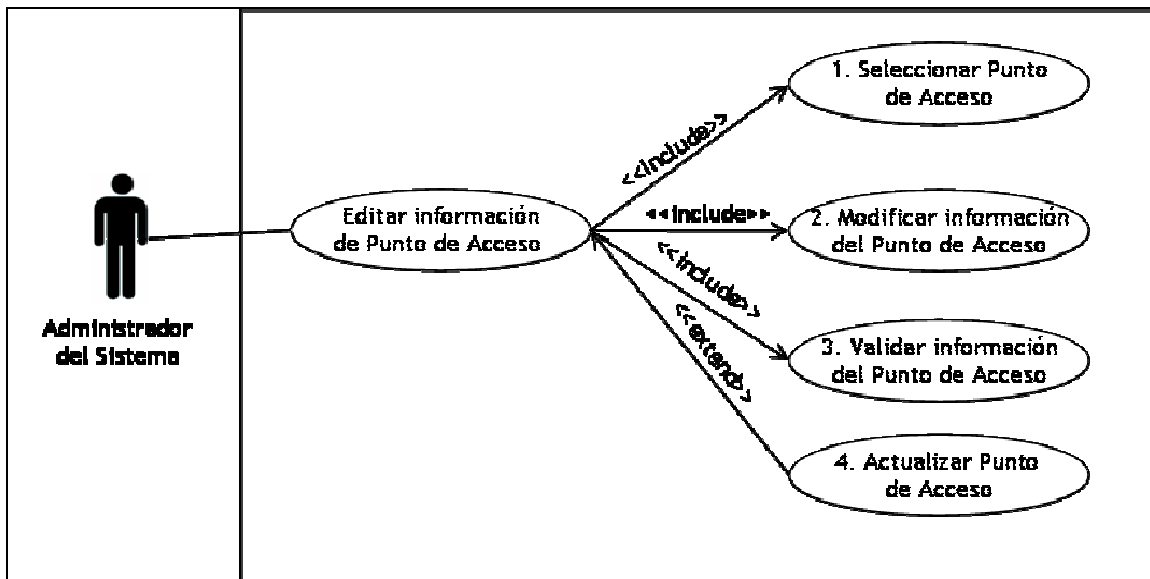 1. Seleccionar Punto
de Acceso
<<include>>
Editar información
de Punto de Acceso
<<include>>
2. Modificar información
del Punto de Acceso
<<include>>
Administrador
del Sistema
<<extend>>
3. Validar información
del Punto de Acceso
4. Actualizar Punto
de Acceso